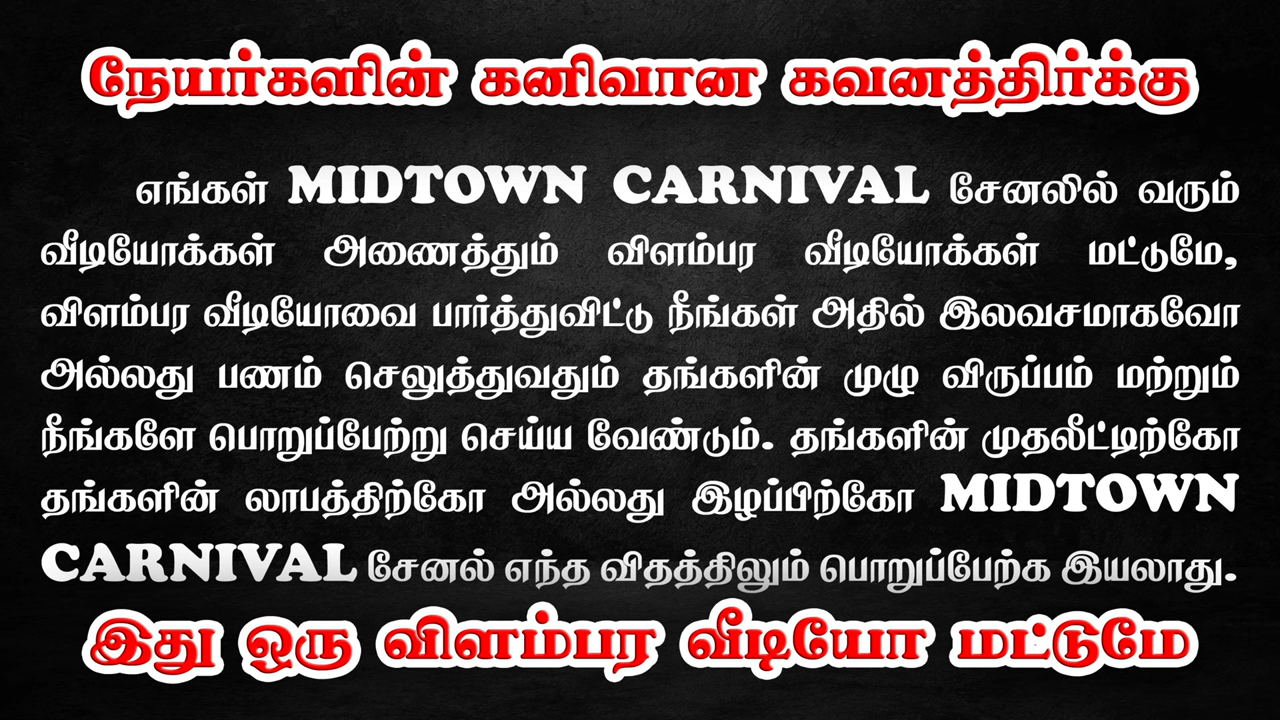 நேயர்களின் கனிவான கவனத்திர்க்கு
எங்கள் MIDTOWN CARNIVAL சேனலில் வரும்
வீடியோக்கள் அணைத்தும் விளம்பர வீடியோக்கள் மட்டுமே,
விளம்பர வீடியோவை பார்த்துவிட்டு நீங்கள் அதில் இலவசமாகவோ
அல்லது பணம் செலுத்துவதும் தங்களின் முழு விருப்பம் மற்றும்
நீங்களே பொறுப்பேற்று செய்ய வேண்டும். தங்களின் முதலீட்டிற்கோ
தங்களின் லாபத்திற்கோ அல்லது இழப்பிற்கோ MIDTOWN
CARNIVAL சேனல் எந்த விதத்திலும் பொறுப்பேற்க இயலாது.
இது ஒரு விளம்பர வீடியோ மட்டுமே